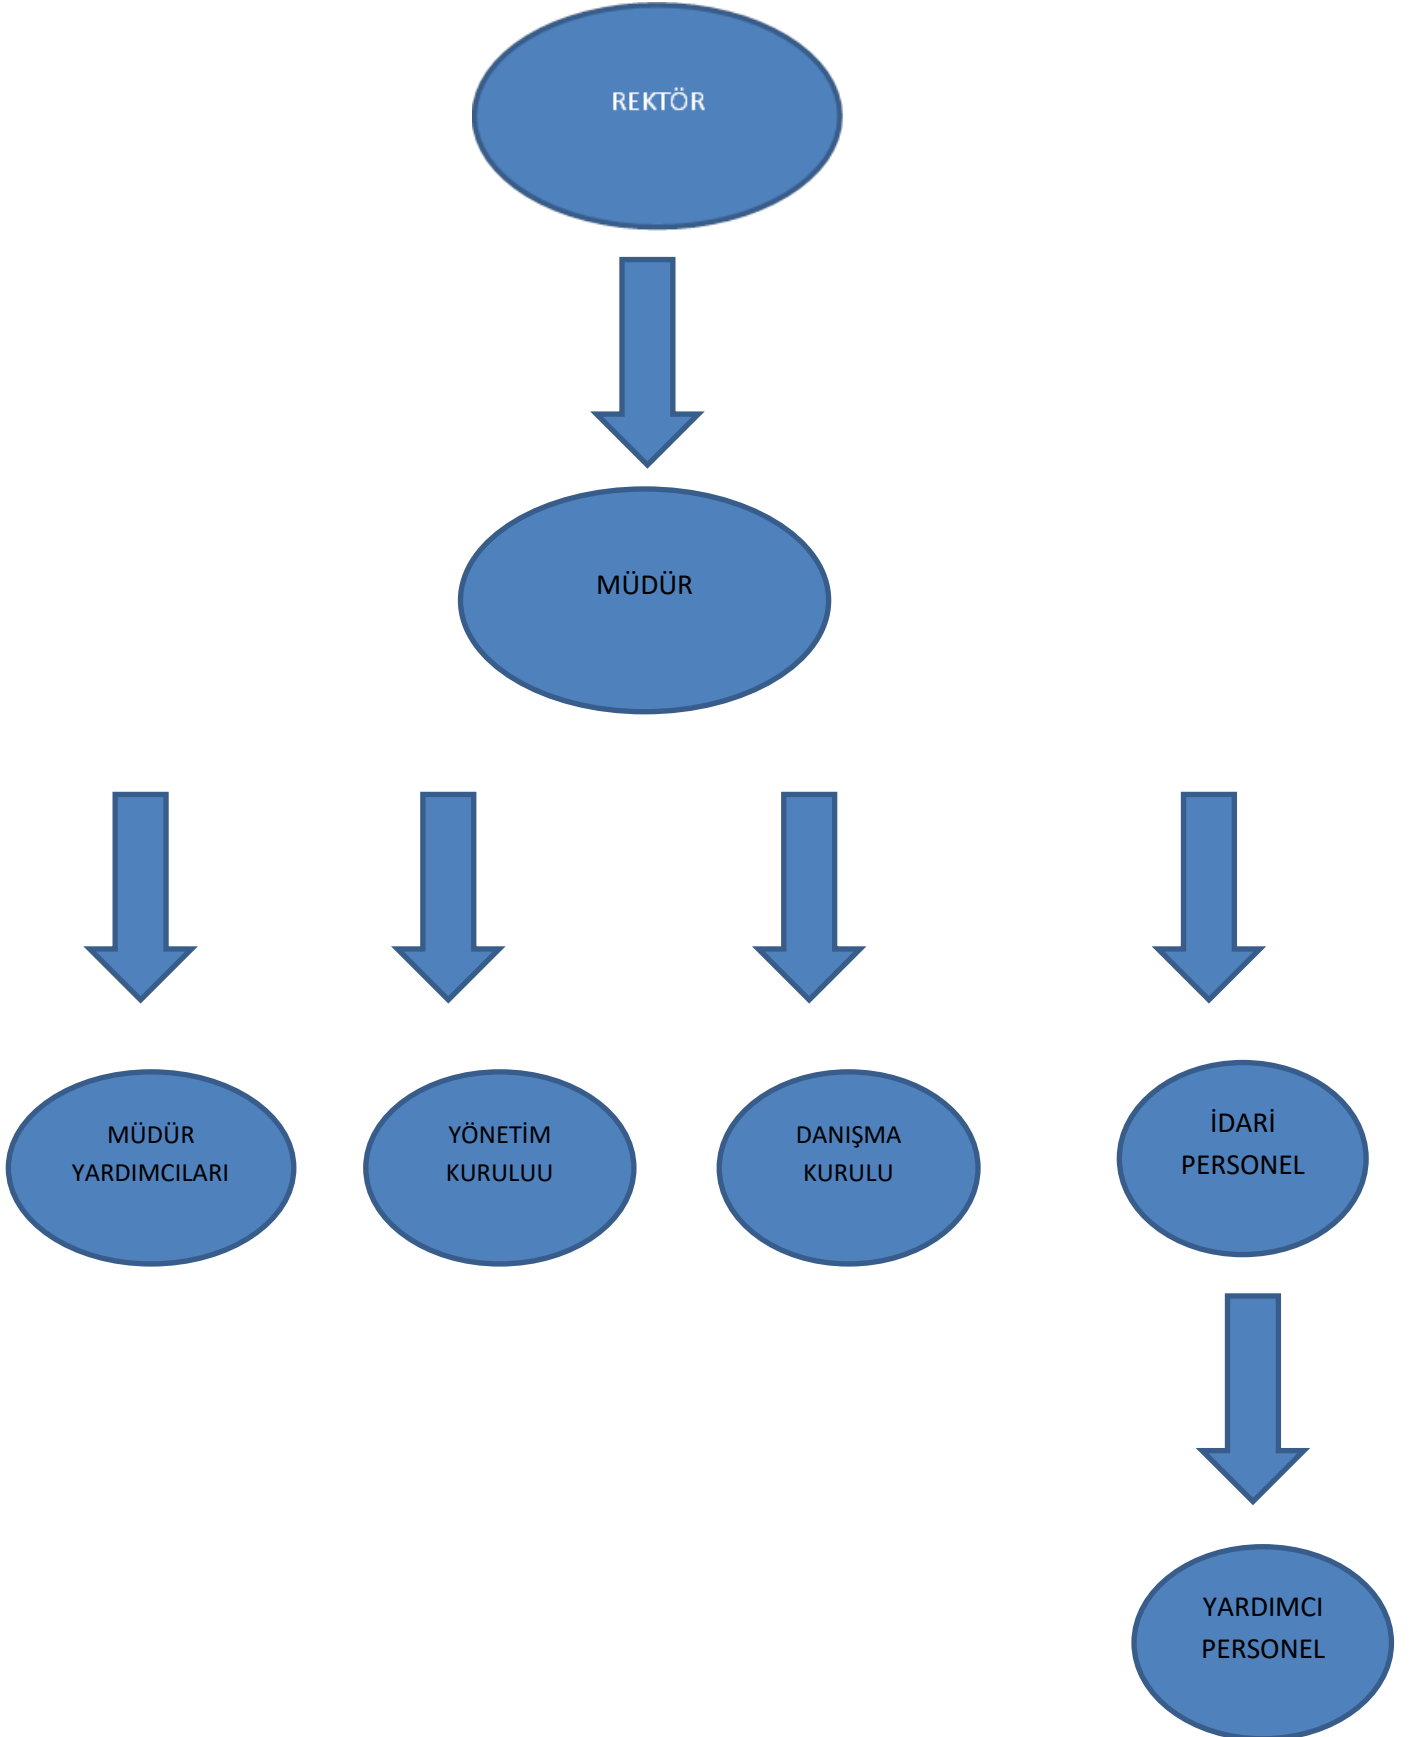 REKTÖR
MÜDÜR
MÜDÜR
YARDIMCILARI
YÖNETİM
KURULUU
DANIŞMA
KURULU
İDARİ
PERSONEL
YARDIMCI
PERSONEL